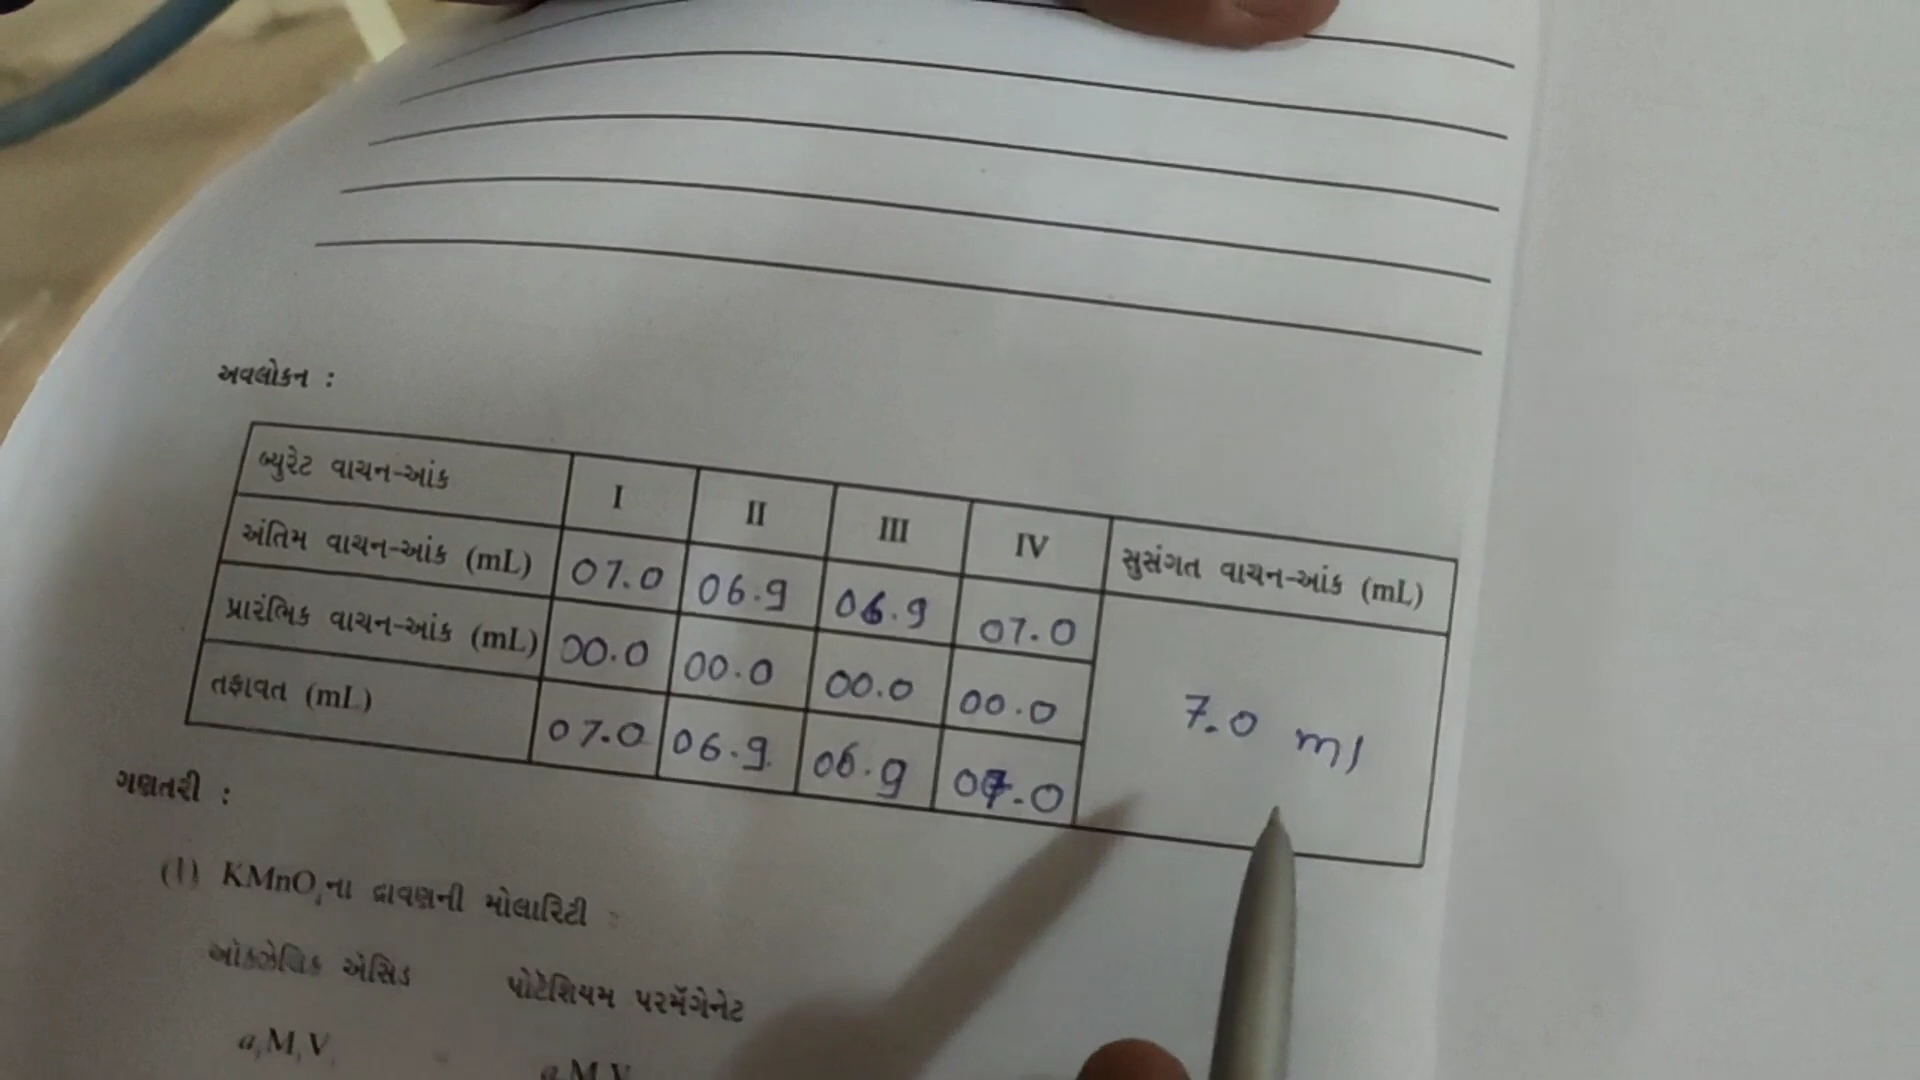 અવલોકન :
બ્યુરેટ વાચન-આંક I II III IV સુસંગત વાચન-આંક (mL)
અંતિમ વાચન-આંક (mL) 07.0 06.9 06.9 07.0
પ્રારંભિક વાચન-આંક (mL) 00.0 00.0 00.0 00.0 7.0 ml
તફાવત (mL) 07.0 06.9 06.9 07.0
ગણતરી :
(1) KMnO₄ના દ્રાવણની મોલારિટી :
ઑક્ઝેલિક એસિડ પોટૅશિયમ પરમૅંગેનેટ
a₁M₁V₁ = a M V